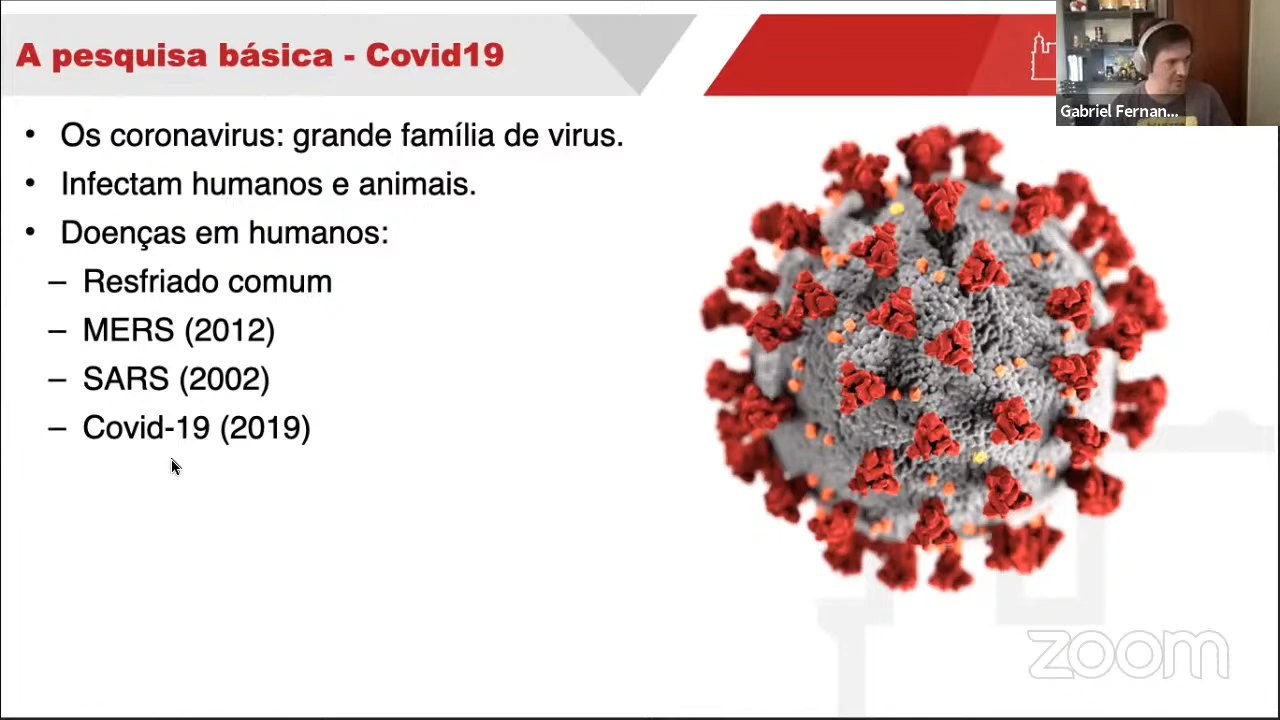 A pesquisa básica - Covid19
Gabriel Fernan...
• Os coronavirus: grande família de virus.
• Infectam humanos e animais.
• Doenças em humanos:
– Resfriado comum
– MERS (2012)
– SARS (2002)
– Covid-19 (2019)
zoom